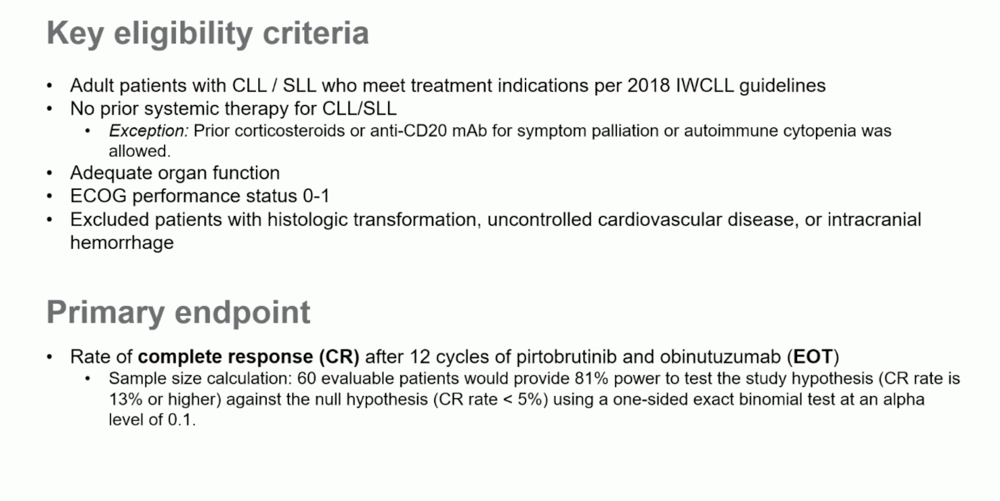 Key eligibility criteria
• Adult patients with CLL / SLL who meet treatment indications per 2018 IWCLL guidelines
• No prior systemic therapy for CLL/SLL
• Exception: Prior corticosteroids or anti-CD20 mAb for symptom palliation or autoimmune cytopenia was
allowed.
• Adequate organ function
• ECOG performance status 0-1
• Excluded patients with histologic transformation, uncontrolled cardiovascular disease, or intracranial
hemorrhage
Primary endpoint
• Rate of complete response (CR) after 12 cycles of pirtobrutinib and obinutuzumab (EOT)
• Sample size calculation: 60 evaluable patients would provide 81% power to test the study hypothesis (CR rate is
13% or higher) against the null hypothesis (CR rate < 5%) using a one-sided exact binomial test at an alpha
level of 0.1.